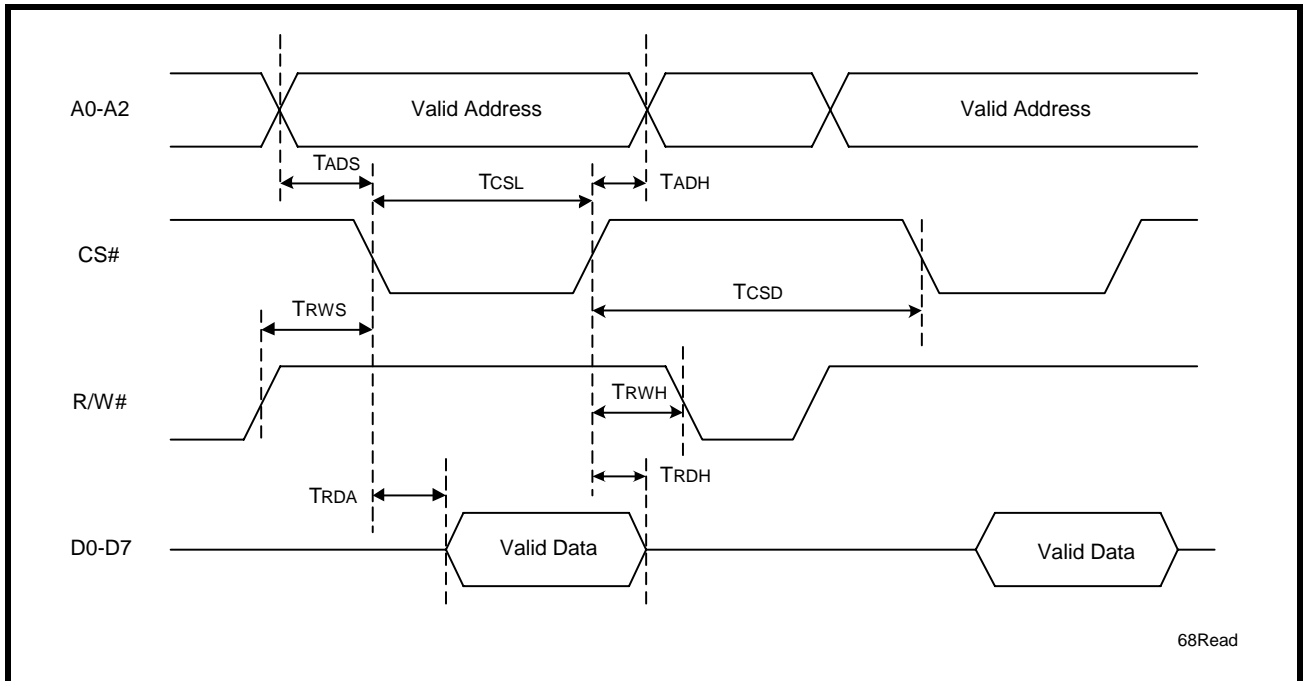 A0-A2
Valid Address
Valid Address
TADS
TCSL
TADH
CS#
TCSD
TRWS
R/W#
TRWH
TRDH
TRDA
D0-D7
Valid Data
Valid Data
68Read